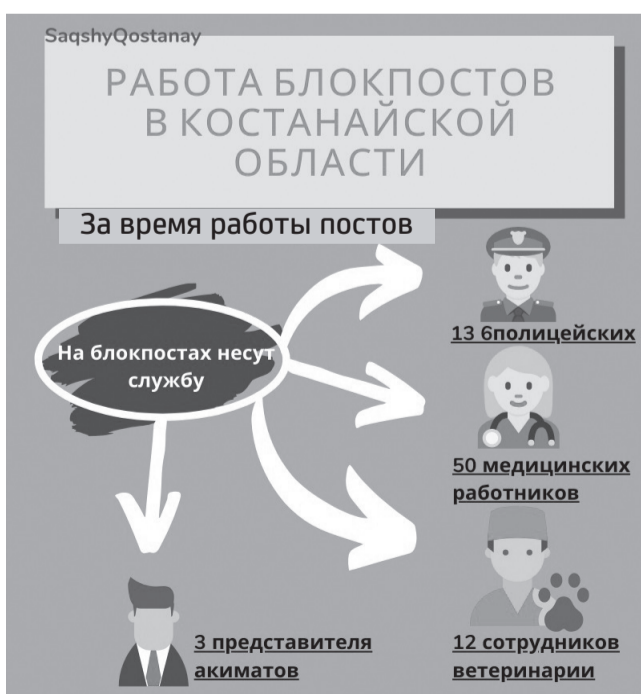 SaqshyQostanay
РАБОТА БЛОКПОСТОВ
В КОСТАНАЙСКОЙ
ОБЛАСТИ
За время работы постов
На блокпостах несут
службу
13 6полицейских
50 медицинских
работников
12 сотрудников
ветеринарии
3 представителя
акиматов